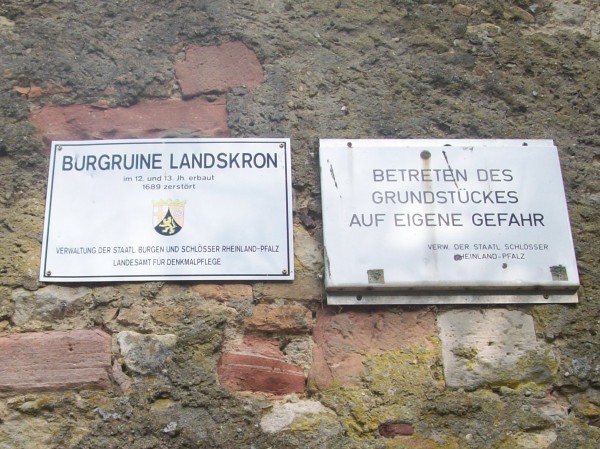 BURGRUINE LANDSKRON
im 12. und 13. Jh. erbaut
1689 zerstört
VERWALTUNG DER STAATL. BURGEN UND SCHLÖSSER RHEINLAND-PFALZ
LANDESAMT FÜR DENKMALPFLEGE
BETRETEN DES
GRUNDSTÜCKES
AUF EIGENE GEFAHR
VERW. DER STAATL. SCHLÖSSER
RHEINLAND-PFALZ